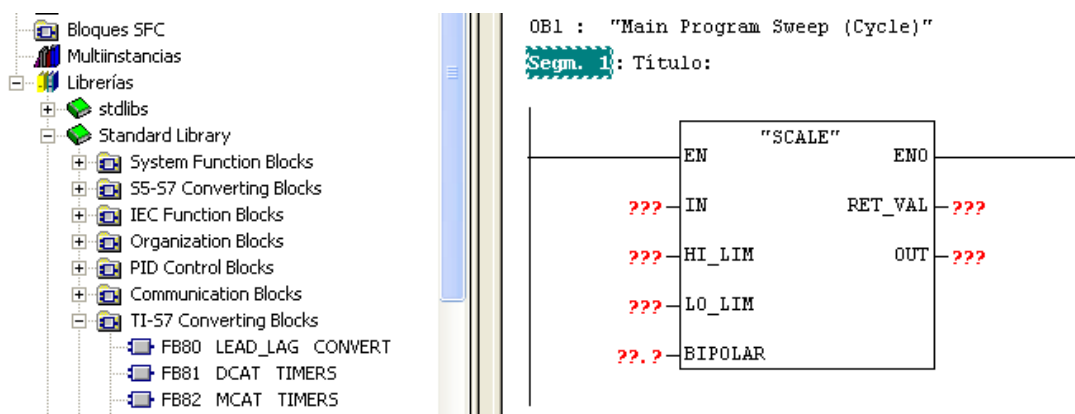 Bloques SFC
Multiinstancias
Librerías
stdlibs
Standard Library
System Function Blocks
S5-S7 Converting Blocks
IEC Function Blocks
Organization Blocks
PID Control Blocks
Communication Blocks
TI-S7 Converting Blocks
FB80 LEAD_LAG CONVERT
FB81 DCAT TIMERS
FB82 MCAT TIMERS
OB1 : "Main Program Sweep (Cycle)"
Segm. 1: Título:
"SCALE"
EN ENO
??? IN RET_VAL ???
??? HI_LIM OUT ???
??? LO_LIM
??.? BIPOLAR